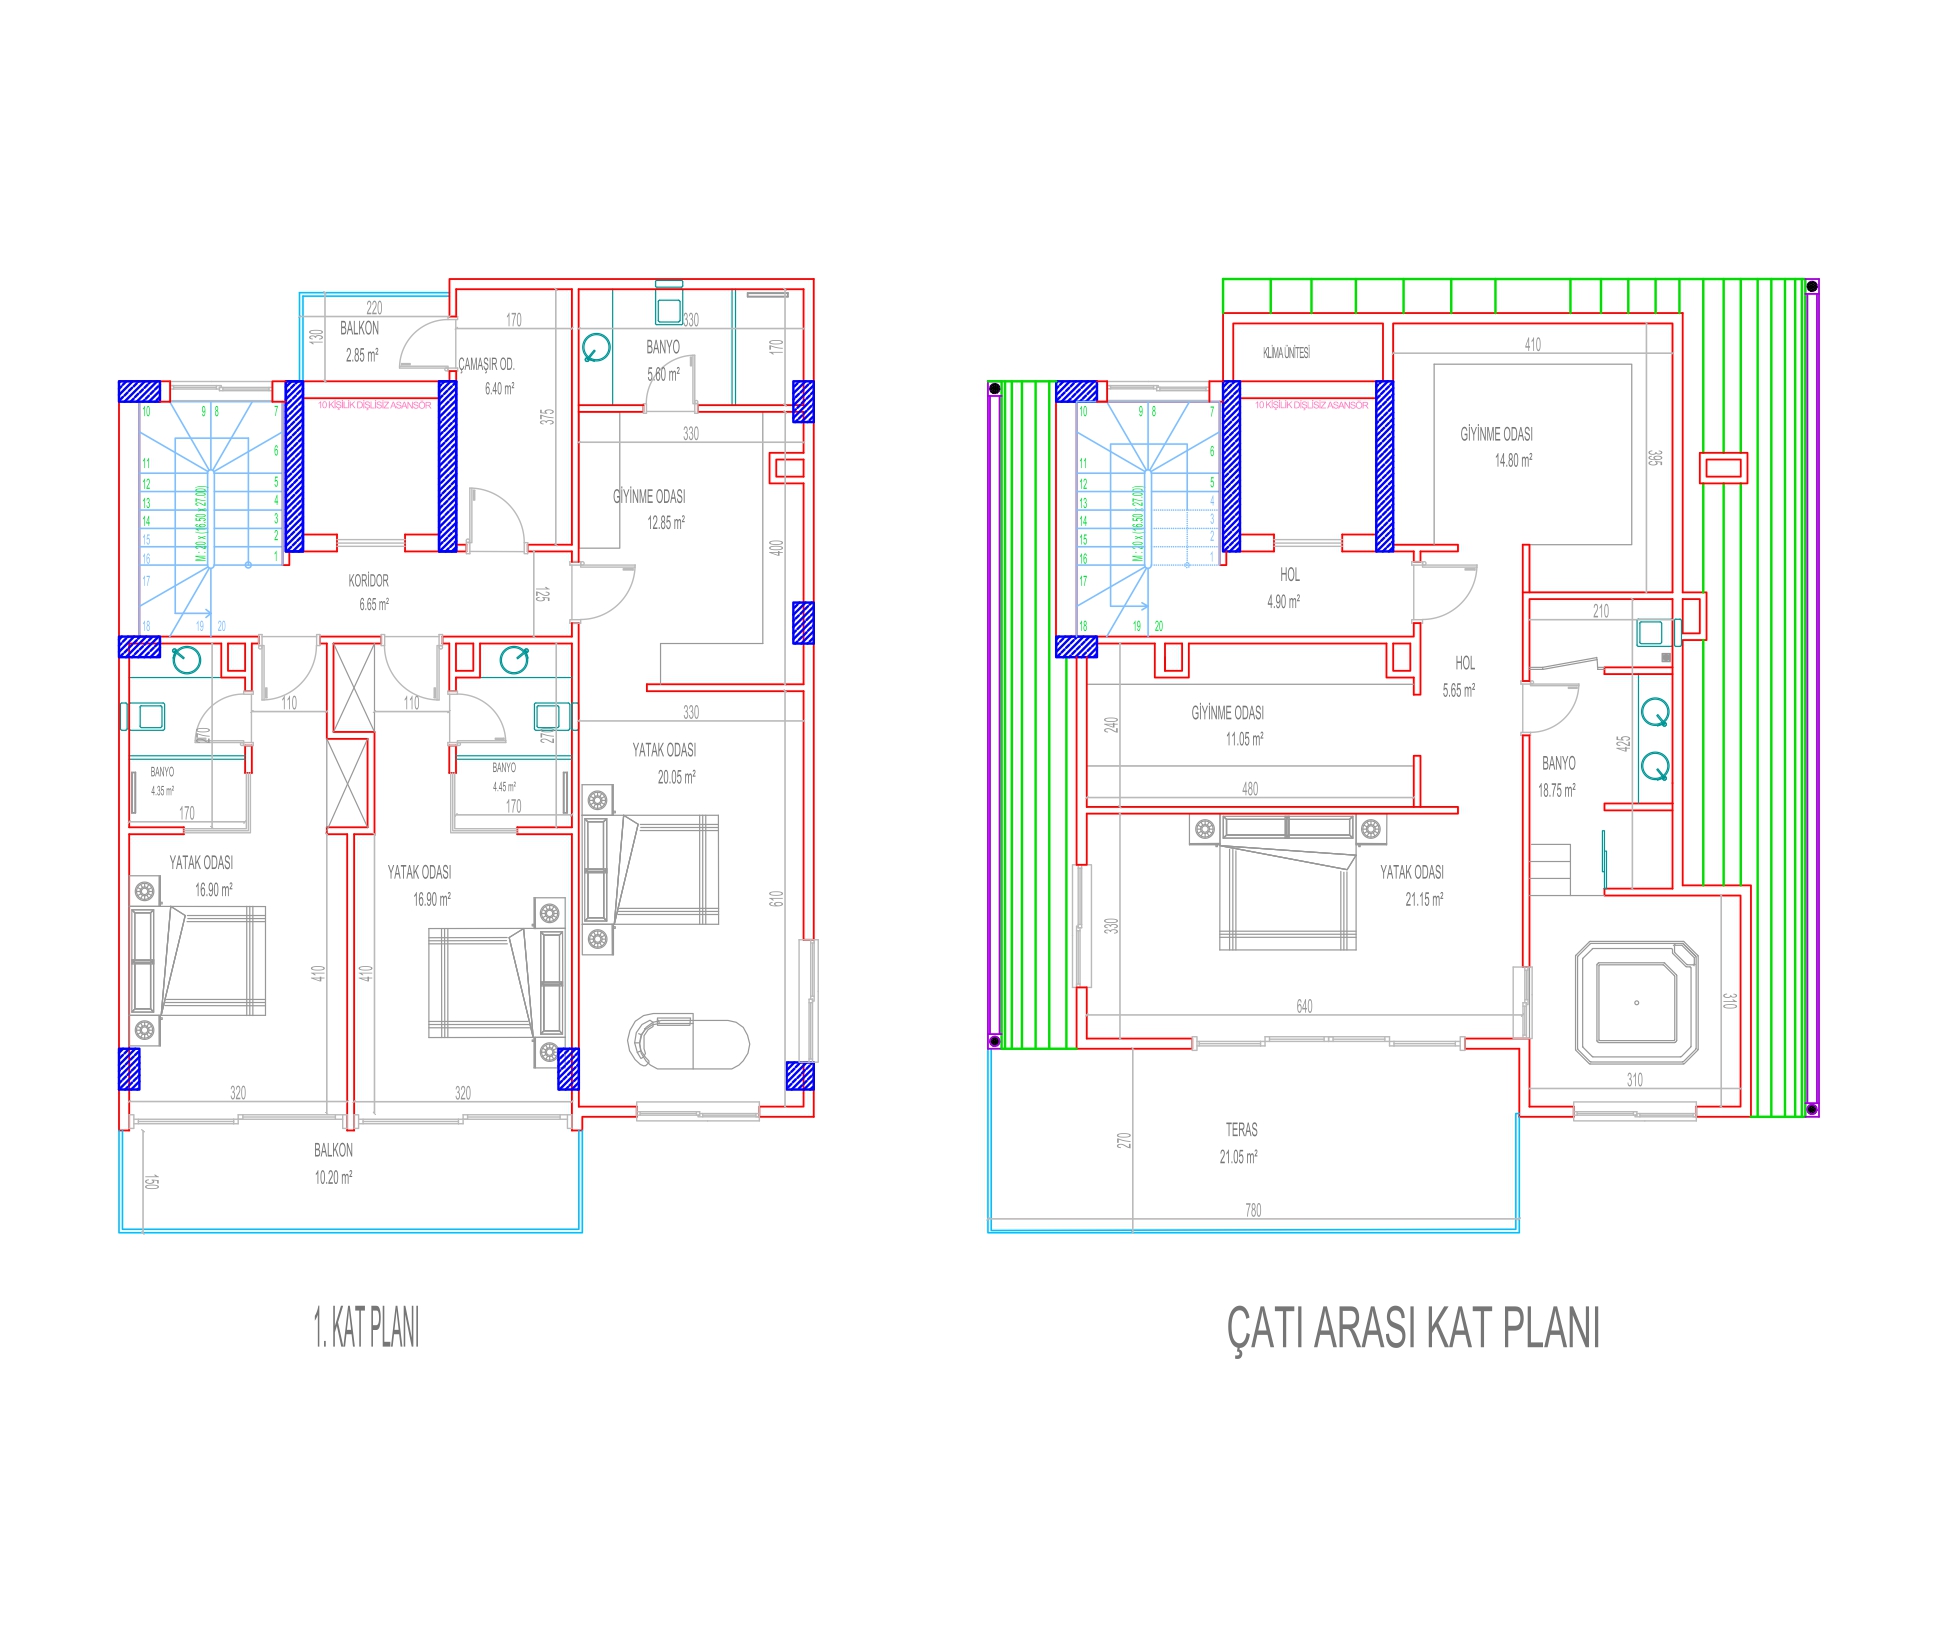 220
BALKON
2.85 m²
130
170
ÇAMAŞIR OD.
6.40 m²
375
330
BANYO
5.60 m²
170
10 KİŞİLİK DİŞLİSİZ ASANSÖR
10
9
8
7
6
11
5
12
4
13
3
14
2
15
1
16
17
18
19
20
M : 20 x (16.50 x 27.00)
330
GİYİNME ODASI
12.85 m²
400
KORİDOR
6.65 m²
125
110
110
270
270
BANYO
4.35 m²
170
BANYO
4.45 m²
170
330
YATAK ODASI
20.05 m²
610
YATAK ODASI
16.90 m²
410
320
YATAK ODASI
16.90 m²
410
320
BALKON
10.20 m²
150
1. KAT PLANI
KLİMA ÜNİTESİ
410
GİYİNME ODASI
14.80 m²
395
10 KİŞİLİK DİŞLİSİZ ASANSÖR
10
9
8
7
6
11
5
12
4
13
3
14
2
15
1
16
17
18
19
20
M : 20 x (16.50 x 27.00)
HOL
4.90 m²
HOL
5.65 m²
210
GİYİNME ODASI
11.05 m²
240
480
BANYO
18.75 m²
425
YATAK ODASI
21.15 m²
330
640
310
310
TERAS
21.05 m²
270
780
ÇATI ARASI KAT PLANI